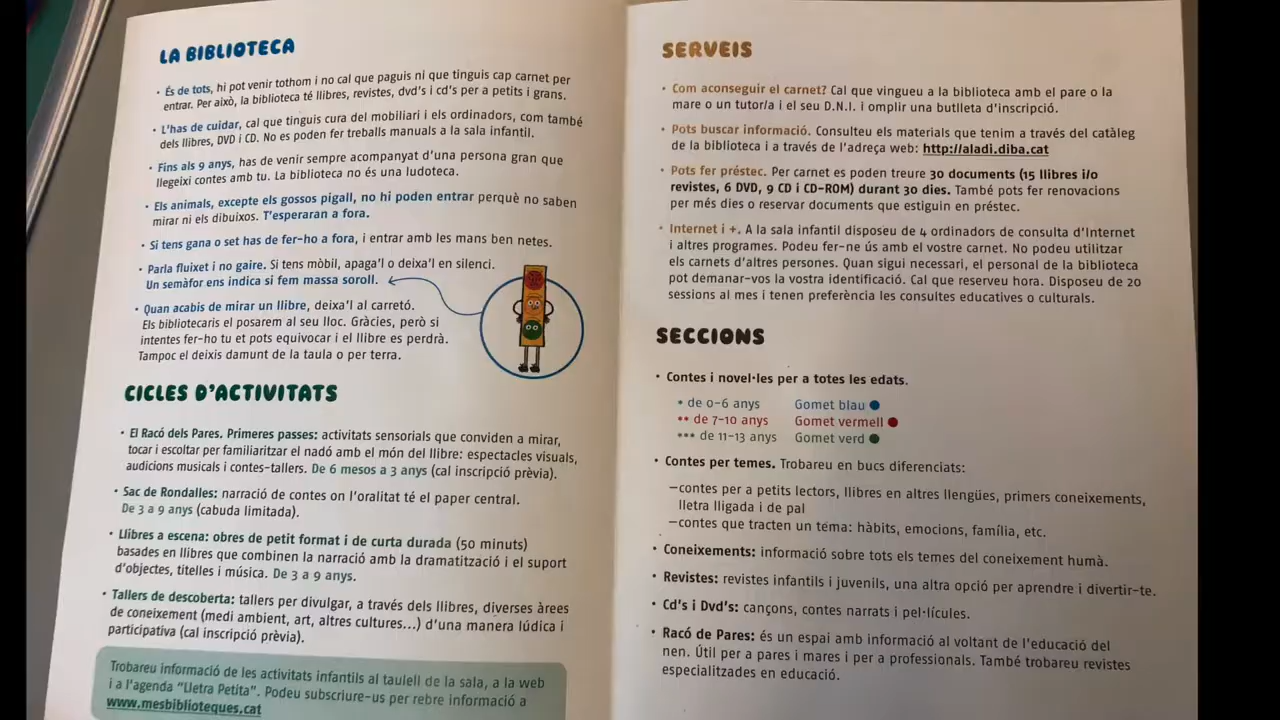 LA BIBLIOTECA
• És de tots, hi pot venir tothom i no cal que paguis ni que tinguis cap carnet per
entrar. Per això, la biblioteca té llibres, revistes, dvd's i cd's per a petits i grans.
• L'has de cuidar, cal que tinguis cura del mobiliari i els ordinadors, com també
dels llibres, DVD i CD. No es poden fer treballs manuals a la sala infantil.
• Fins als 9 anys, has de venir sempre acompanyat d'una persona gran que
llegeixi contes amb tu. La biblioteca no és una ludoteca.
• Els animals, excepte els gossos pigall, no hi poden entrar perquè no saben
mirar ni els dibuixos. T'esperaran a fora.
• Si tens gana o set has de fer-ho a fora, i entrar amb les mans ben netes.
• Parla fluixet i no gaire. Si tens mòbil, apaga'l o deixa'l en silenci.
Un semàfor ens indica si fem massa soroll.
• Quan acabis de mirar un llibre, deixa'l al carretó.
Els bibliotecaris el posarem al seu lloc. Gràcies, però si
intentes fer-ho tu et pots equivocar i el llibre es perdrà.
Tampoc el deixis damunt de la taula o per terra.
CICLES D'ACTIVITATS
• El Racó dels Pares. Primeres passes: activitats sensorials que conviden a mirar,
tocar i escoltar per familiaritzar el nadó amb el món del llibre: espectacles visuals,
audicions musicals i contes-tallers. De 6 mesos a 3 anys (cal inscripció prèvia).
• Sac de Rondalles: narració de contes on l'oralitat té el paper central.
De 3 a 9 anys (cabuda limitada).
• Llibres a escena: obres de petit format i de curta durada (50 minuts)
basades en llibres que combinen la narració amb la dramatització i el suport
d'objectes, titelles i música. De 3 a 9 anys.
• Tallers de descoberta: tallers per divulgar, a través dels llibres, diverses àrees
de coneixement (medi ambient, art, altres cultures...) d'una manera lúdica i
participativa (cal inscripció prèvia).
Trobareu informació de les activitats infantils al taulell de la sala, a la web
i a l'agenda "Lletra Petita". Podeu subscriure-us per rebre informació a
www.mesbiblioteques.cat
SERVEIS
• Com aconseguir el carnet? Cal que vingueu a la biblioteca amb el pare o la
mare o un tutor/a i el seu D.N.I. i omplir una butlleta d'inscripció.
• Pots buscar informació. Consulteu els materials que tenim a través del catàleg
de la biblioteca i a través de l'adreça web: http://aladi.diba.cat
• Pots fer préstec. Per carnet es poden treure 30 documents (15 llibres i/o
revistes, 6 DVD, 9 CD i CD-ROM) durant 30 dies. També pots fer renovacions
per més dies o reservar documents que estiguin en préstec.
• Internet i +. A la sala infantil disposeu de 4 ordinadors de consulta d'Internet
i altres programes. Podeu fer-ne ús amb el vostre carnet. No podeu utilitzar
els carnets d'altres persones. Quan sigui necessari, el personal de la biblioteca
pot demanar-vos la vostra identificació. Cal que reserveu hora. Disposeu de 20
sessions al mes i tenen preferència les consultes educatives o culturals.
SECCIONS
• Contes i novel·les per a totes les edats.
* de 0-6 anys Gomet blau
** de 7-10 anys Gomet vermell
*** de 11-13 anys Gomet verd
• Contes per temes. Trobareu en bucs diferenciats:
—contes per a petits lectors, llibres en altres llengües, primers coneixements,
lletra lligada i de pal
—contes que tracten un tema: hàbits, emocions, família, etc.
• Coneixements: informació sobre tots els temes del coneixement humà.
• Revistes: revistes infantils i juvenils, una altra opció per aprendre i divertir-te.
• Cd's i Dvd's: cançons, contes narrats i pel·lícules.
• Racó de Pares: és un espai amb informació al voltant de l'educació del
nen. Útil per a pares i mares i per a professionals. També trobareu revistes
especialitzades en educació.